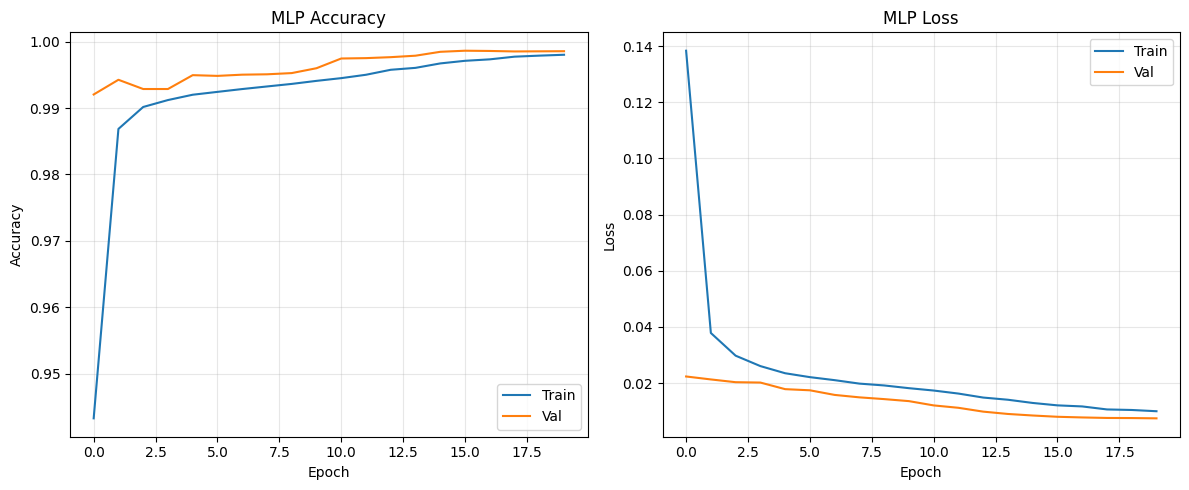 MLP Accuracy
1.00
0.99
0.98
0.97
0.96
0.95
Accuracy
0.0 2.5 5.0 7.5 10.0 12.5 15.0 17.5
Epoch
Train
Val
MLP Loss
0.14
0.12
0.10
0.08
0.06
0.04
0.02
Loss
0.0 2.5 5.0 7.5 10.0 12.5 15.0 17.5
Epoch
Train
Val